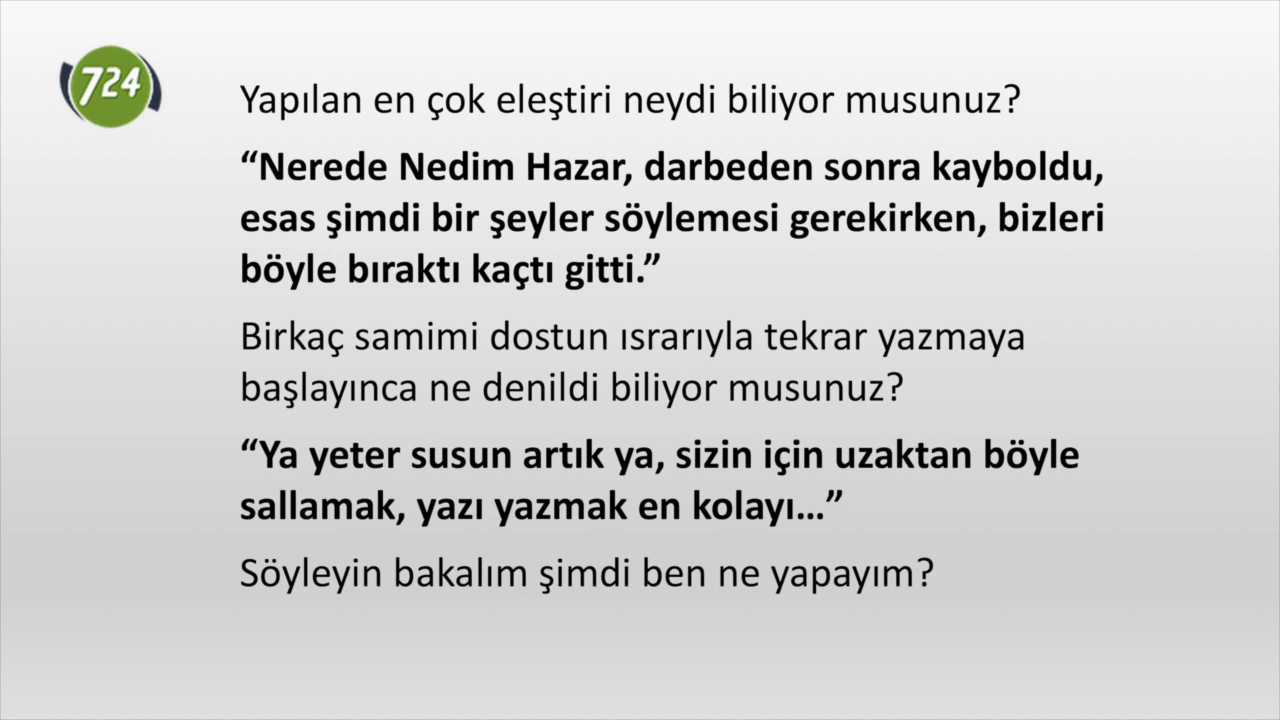 724
Yapılan en çok eleştiri neydi biliyor musunuz?
“Nerede Nedim Hazar, darbeden sonra kayboldu,
esas şimdi bir şeyler söylemesi gerekirken, bizleri
böyle bıraktı kaçtı gitti.”
Birkaç samimi dostun ısrarıyla tekrar yazmaya
başlayınca ne denildi biliyor musunuz?
“Ya yeter susun artık ya, sizin için uzaktan böyle
sallamak, yazı yazmak en kolayı…”
Söyleyin bakalım şimdi ben ne yapayım?